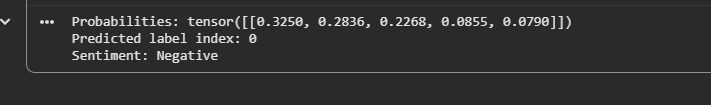 Probabilities: tensor([[0.3250, 0.2836, 0.2268, 0.0855, 0.0790]])
Predicted label index: 0
Sentiment: Negative